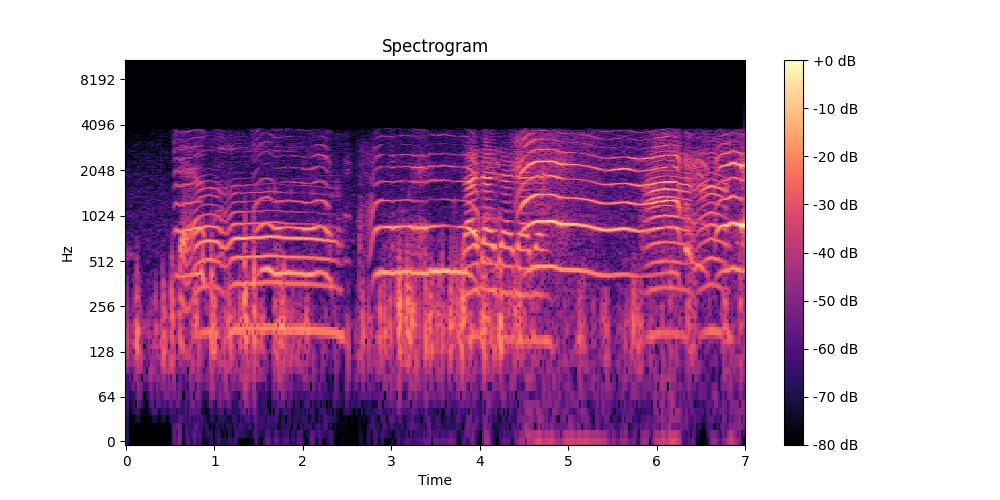 Spectrogram
Hz
8192
4096
2048
1024
512
256
128
64
0
0 1 2 3 4 5 6 7
Time
+0 dB
-10 dB
-20 dB
-30 dB
-40 dB
-50 dB
-60 dB
-70 dB
-80 dB